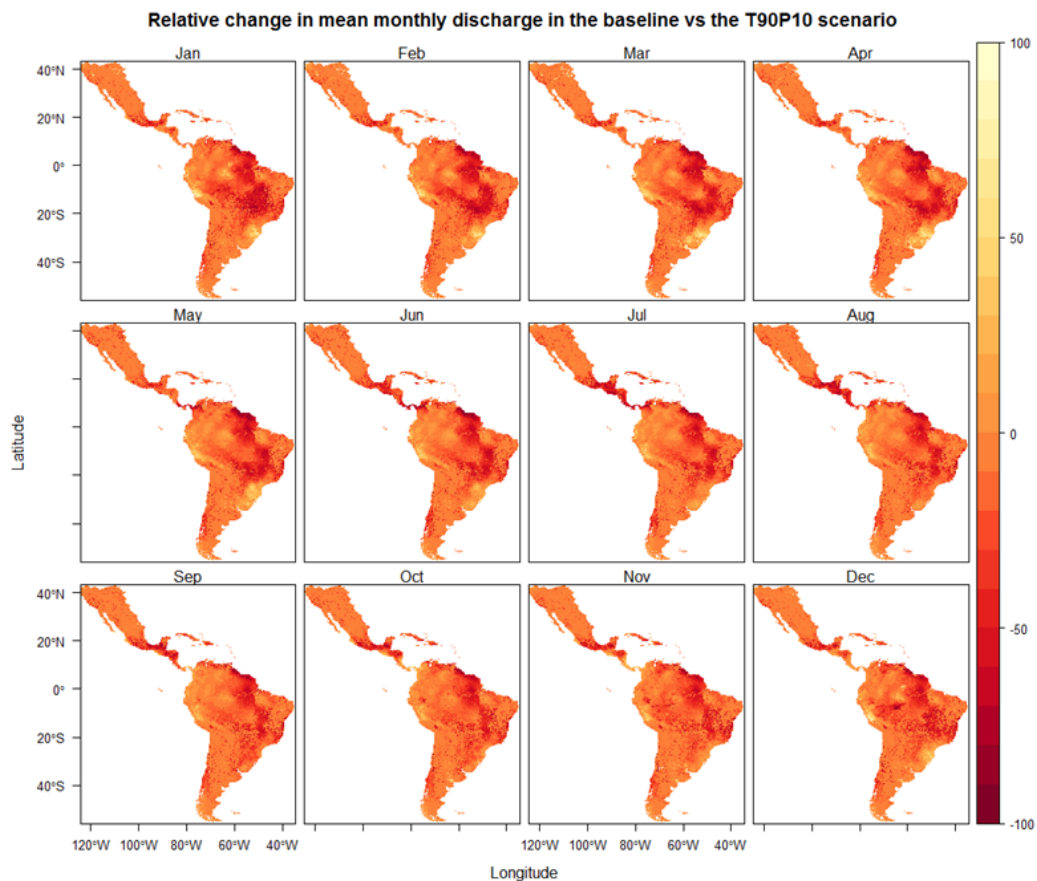 Relative change in mean monthly discharge in the baseline vs the T90P10 scenario
Jan Feb Mar Apr
40°N
20°N
0°
20°S
40°S
May Jun Jul Aug
Sep Oct Nov Dec
40°N
20°N
0°
20°S
40°S
120°W 100°W 80°W 60°W 40°W 120°W 100°W 80°W 60°W 40°W
Latitude
Longitude
100
50
0
-50
-100